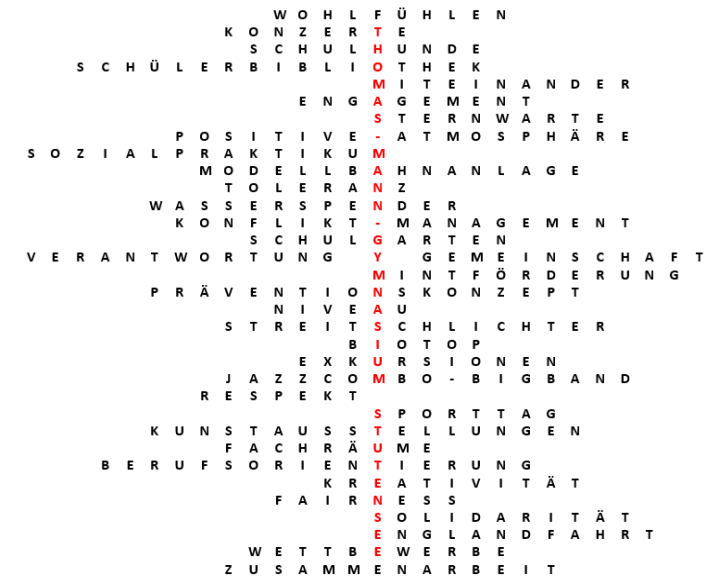 WOHLFÜHLEN
KONZERTE
SCHULHUNDE
SCHÜLERBIBLIOTHEK
MITEINANDER
ENGAGEMENT
STERNWARTE
POSITIVE-ATMOSPHÄRE
SOZIALPRAKTIKUM
MODELLBAHNANLAGE
TOLERANZ
WASSERSPENDER
KONFLIKT-MANAGEMENT
SCHULGARTEN
VERANTWORTUNG Y GEMEINSCHAFT
MINTFÖRDERUNG
PRÄVENTIONSKONZEPT
NIVEAU
STREITSCHLICHTER
BIOTOP
EXKURSIONEN
JAZZCOMBO-BIGBAND
RESPEKT
SPORTTAG
KUNSTAUSSTELLUNGEN
FACHRÄUME
BERUFSORIENTIERUNG
KREATIVITÄT
FAIRNESS
SOLIDARITÄT
ENGLANDFAHRT
WETTBEWERBE
ZUSAMMENARBEIT